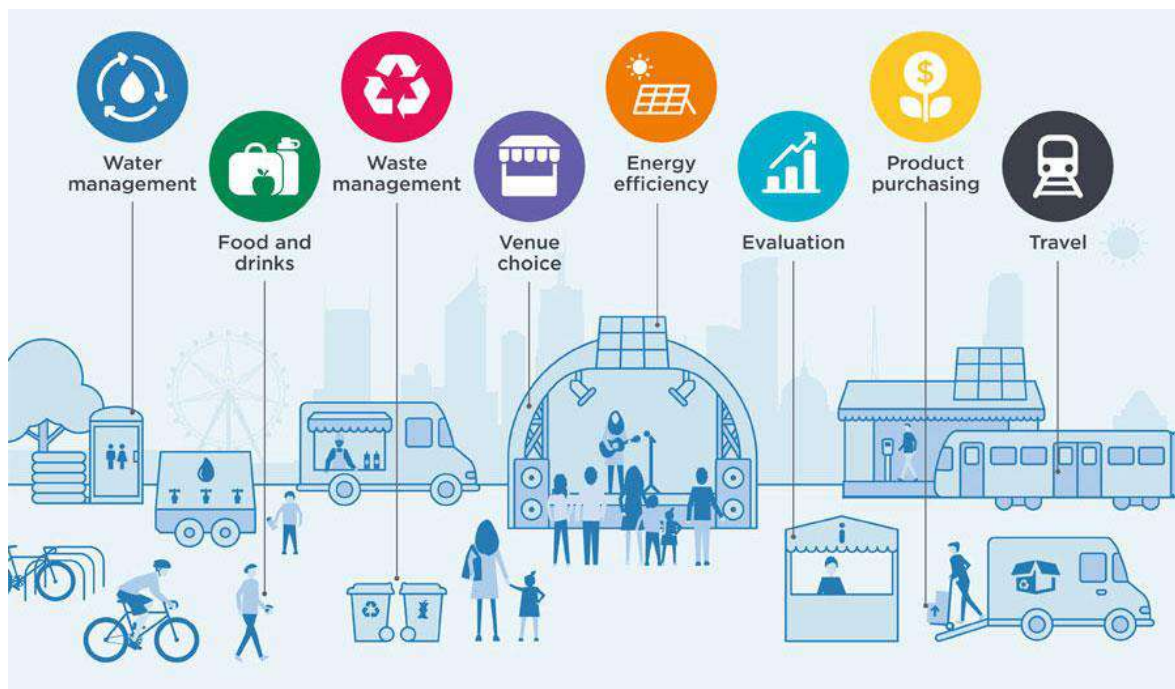 Water
management
Food and
drinks
Waste
management
Venue
choice
Energy
efficiency
Evaluation
$
Product
purchasing
Travel
i